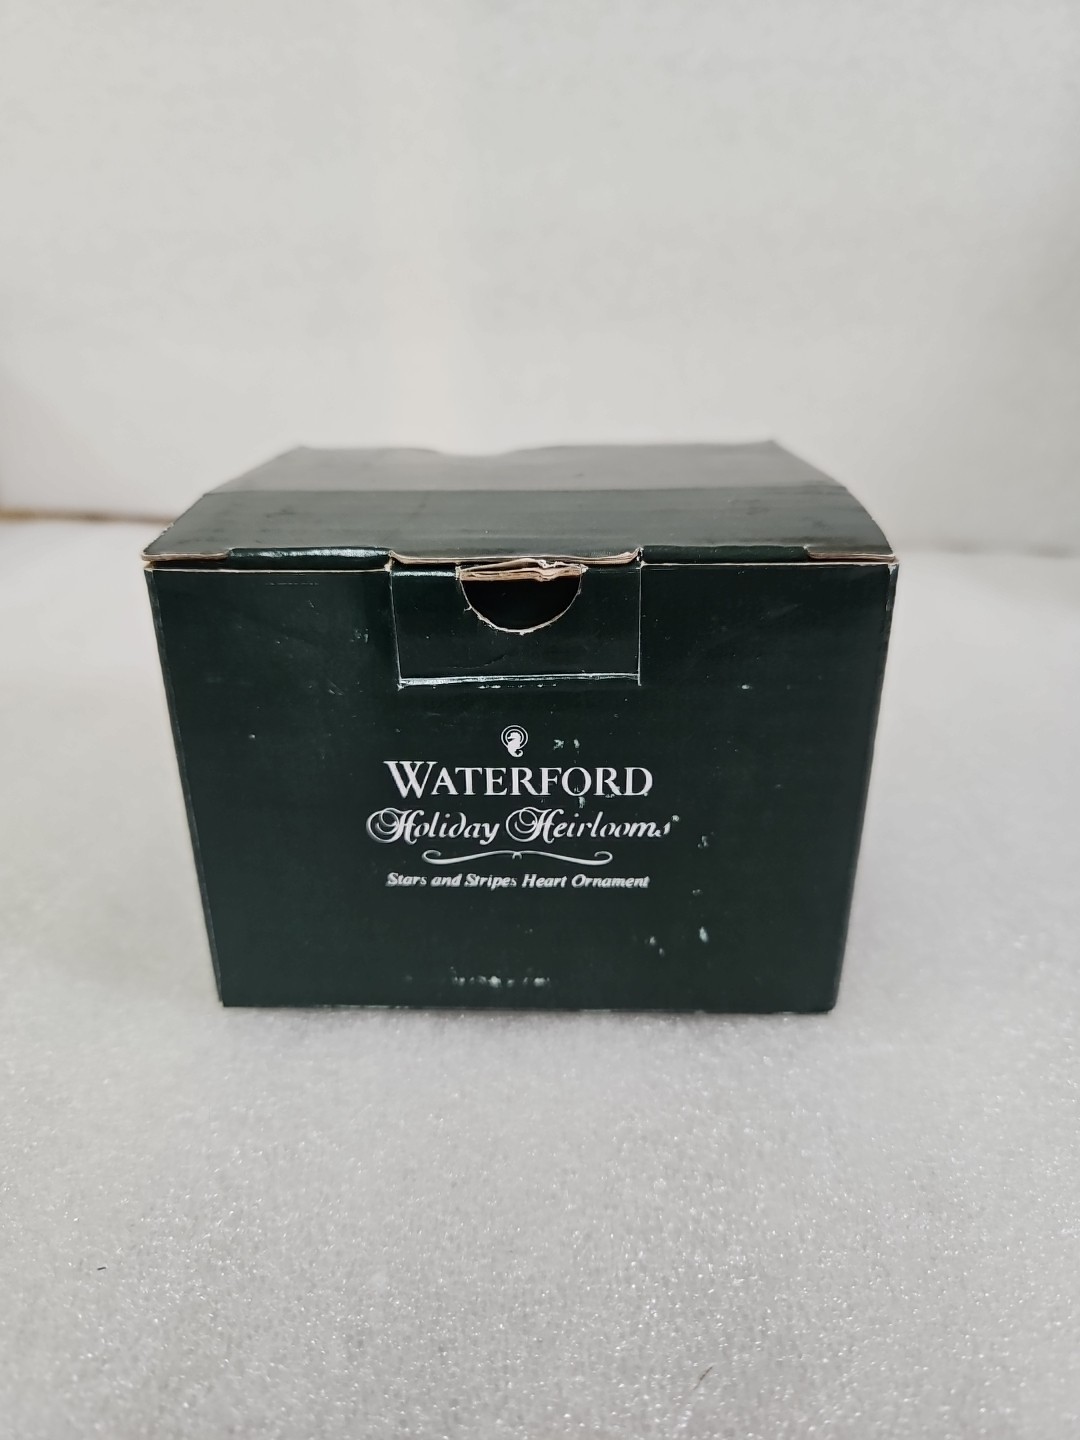 WATERFORD
Holiday Heirlooms®
Stars and Stripes Heart Ornament